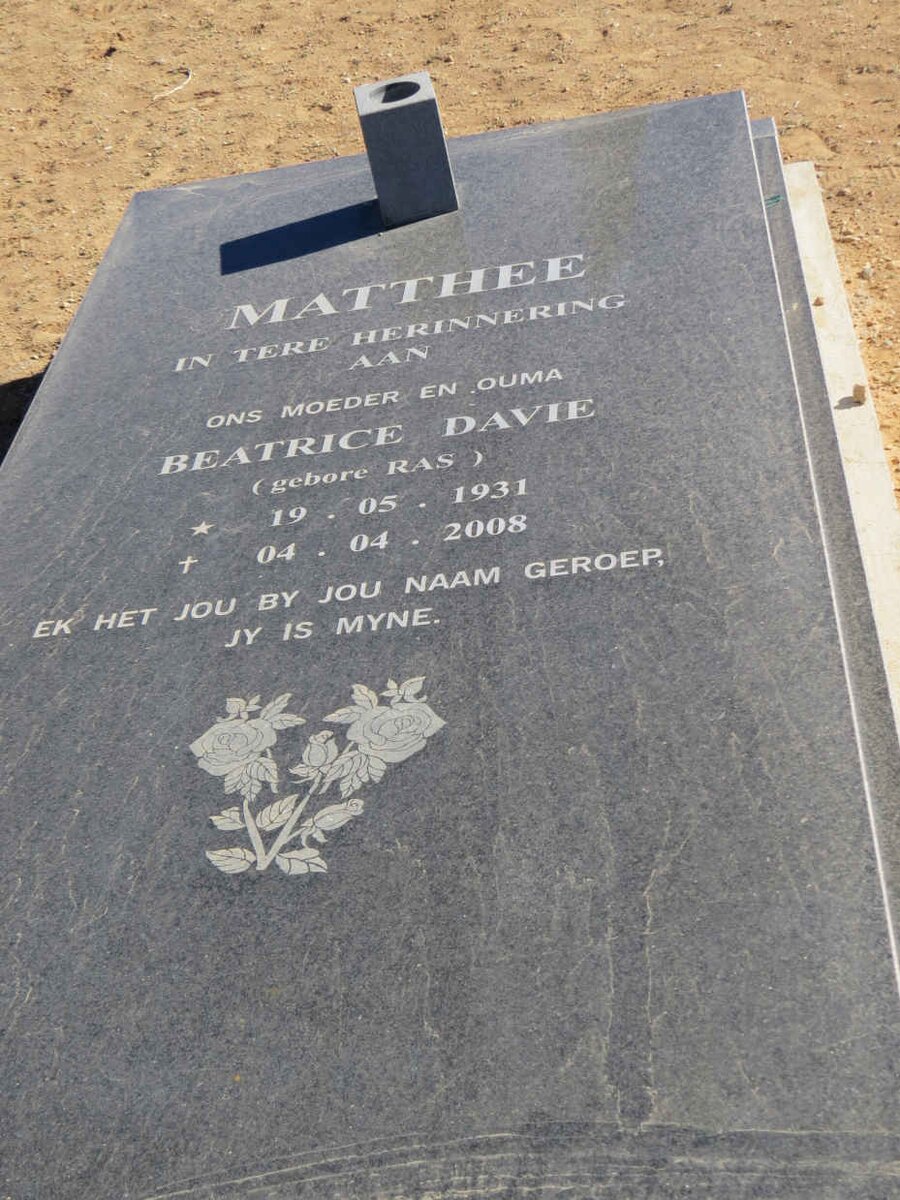 MATTHEE
IN TERE HERINNERING
AAN
ONS MOEDER EN OUMA
BEATRICE DAVIE
(gebore RAS)
★ 19 . 05 . 1931
✝ 04 . 04 . 2008
EK HET JOU BY JOU NAAM GEROEP,
JY IS MYNE.